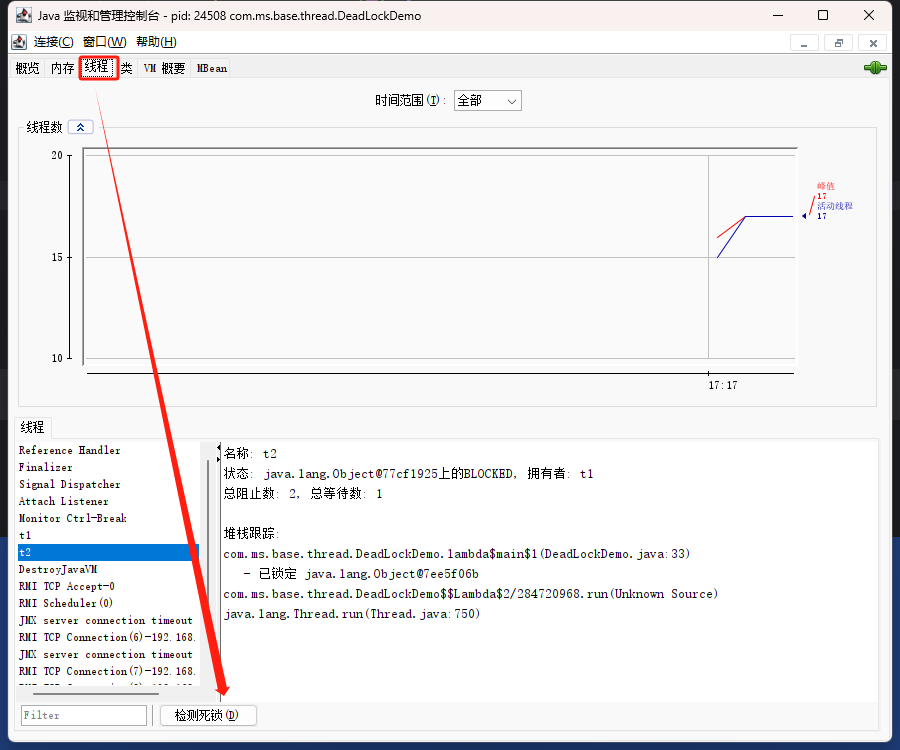 Java 监视和管理控制台 - pid: 24508 com.ms.base.thread.DeadLockDemo
连接(C) 窗口(W) 帮助(H)
概览 内存 线程 类 VM 概要 MBean
时间范围(I): 全部
线程数
20
15
10
峰值
17
活动线程
17
17:17
线程
Reference Handler
Finalizer
Signal Dispatcher
Attach Listener
Monitor Ctrl-Break
t1
t2
DestroyJavaVM
RMI TCP Accept-0
RMI Scheduler(0)
JMX server connection timeout
RMI TCP Connection(6)-192.168.
JMX server connection timeout
RMI TCP Connection(7)-192.168.
名称: t2
状态: java.lang.Object@77cf1925上的BLOCKED, 拥有者: t1
总阻止数: 2, 总等待数: 1
堆栈跟踪:
com.ms.base.thread.DeadLockDemo.lambda$main$1(DeadLockDemo.java:33)
- 已锁定 java.lang.Object@7ee5f06b
com.ms.base.thread.DeadLockDemo$$Lambda$2/284720968.run(Unknown Source)
java.lang.Thread.run(Thread.java:750)
Filter
检测死锁(D)